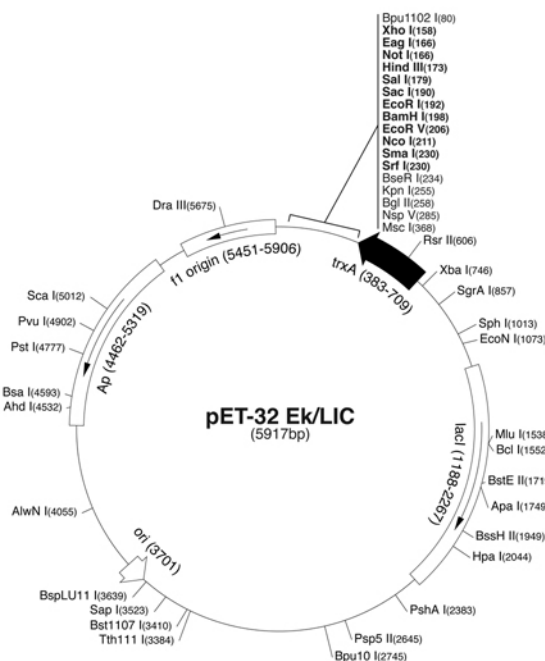 Bpu1102 I(80)
Xho I(158)
Eag I(166)
Not I(166)
Hind III(173)
Sal I(179)
Sac I(190)
EcoR I(192)
BamH I(198)
EcoR V(206)
Nco I(211)
Sma I(230)
Srf I(230)
BseR I(234)
Kpn I(255)
Bgl II(258)
Nsp V(285)
Msc I(368)
Rsr II(606)
Xba I(746)
SgrA I(857)
Sph I(1013)
EcoN I(1073)
Mlu I(1538
Bcl I(1552
BstE II(1719
Apa I(1749
BssH II(1949)
Hpa I(2044)
PshA I(2383)
Psp5 II(2645)
Bpu10 I(2745)
Tth111 I(3384)
Bst1107 I(3410)
Sap I(3523)
BspLU11 I(3639)
AlwN I(4055)
Ahd I(4532)
Bsa I(4593)
Pst I(4777)
Pvu I(4902)
Sca I(5012)
Dra III(5675)
f1 origin (5451-5906)
trxA (383-709)
lacI (1188-2267)
ori (3701)
Ap (4462-5319)
pET-32 Ek/LIC
(5917bp)